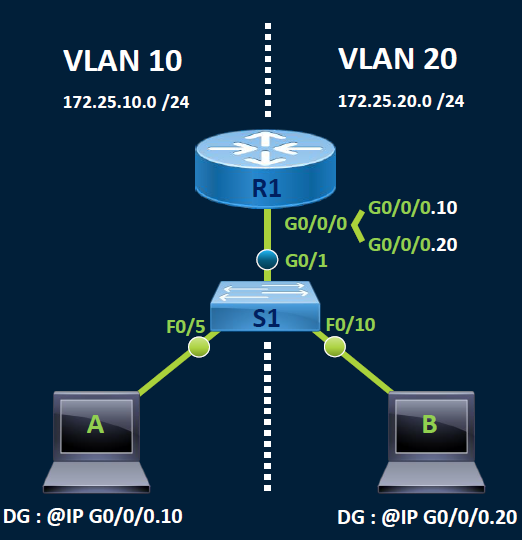 VLAN 10
172.25.10.0 /24
VLAN 20
172.25.20.0 /24
R1
G0/0/0
G0/0/0.10
G0/0/0.20
G0/1
S1
F0/5
F0/10
A
B
DG : @IP G0/0/0.10
DG : @IP G0/0/0.20